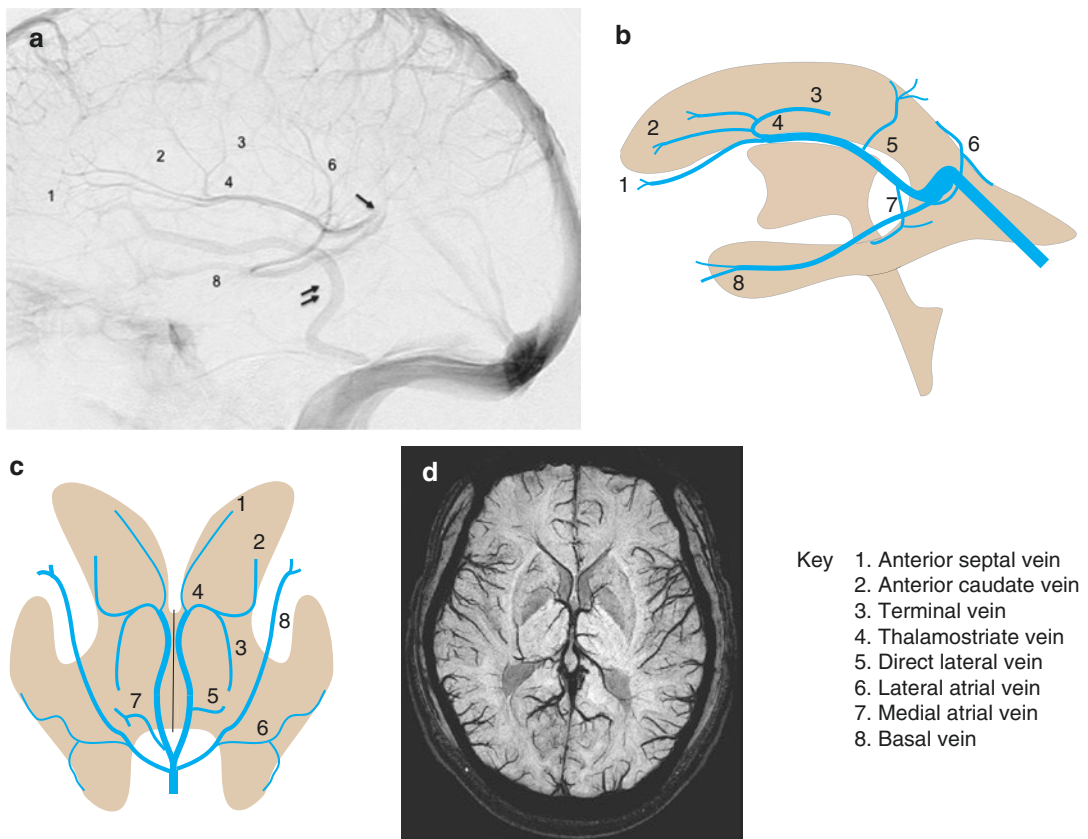 a
1
2
3
4
6
8
b
3
2
4
5
6
1
7
8
c
1
2
4
8
3
7
5
6
d
Key 1. Anterior septal vein
2. Anterior caudate vein
3. Terminal vein
4. Thalamostriate vein
5. Direct lateral vein
6. Lateral atrial vein
7. Medial atrial vein
8. Basal vein